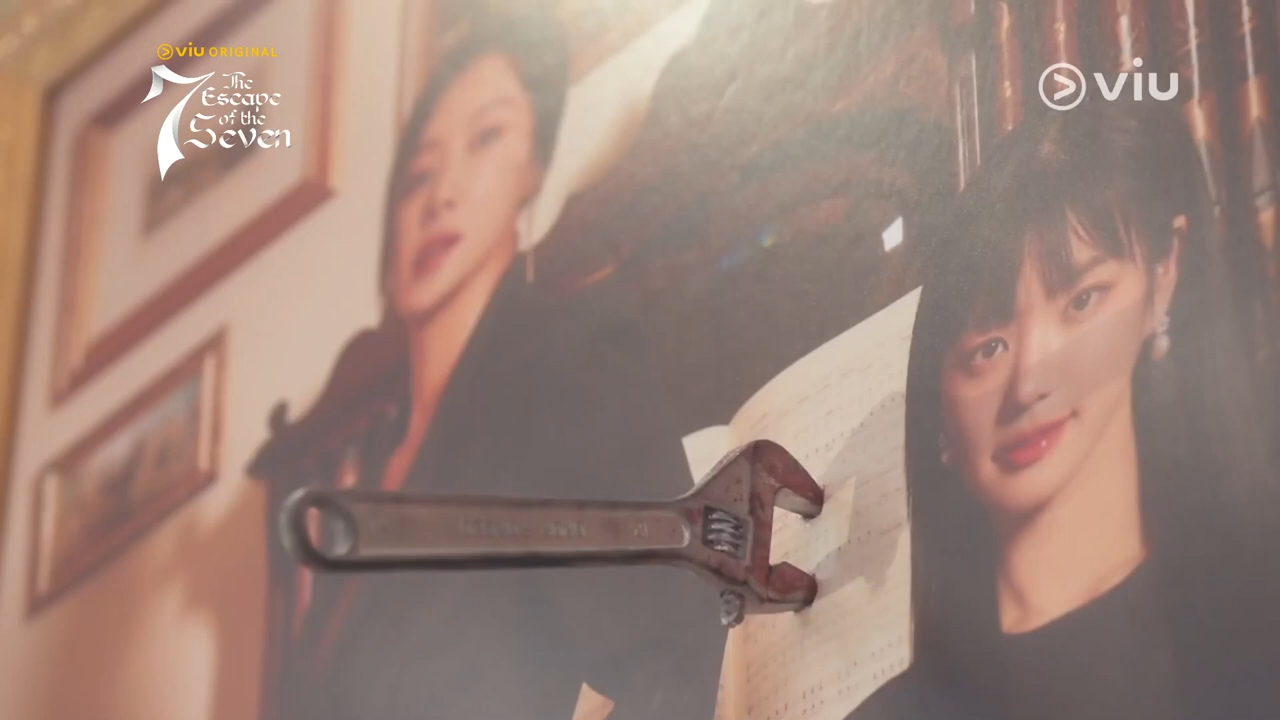 viu ORIGINAL
The
Escape
of the
7 Seven
viu